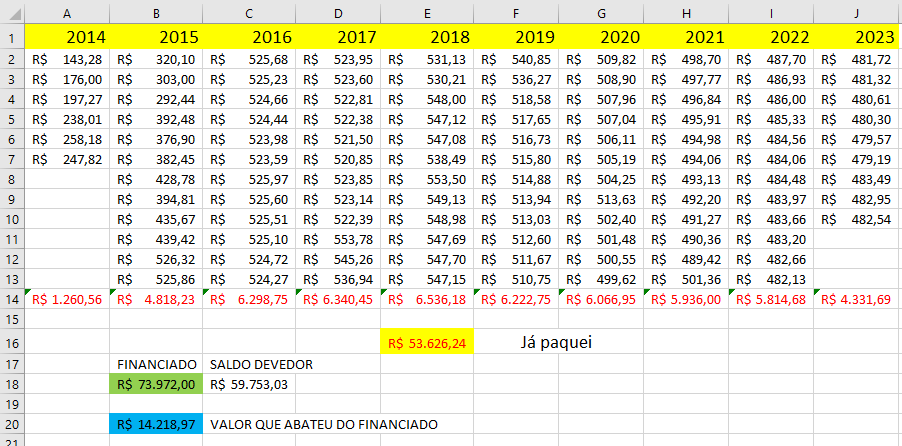 A B C D E F G H I J
1 2014 2015 2016 2017 2018 2019 2020 2021 2022 2023
2 R$ 143,28 R$ 320,10 R$ 525,68 R$ 523,95 R$ 531,13 R$ 540,85 R$ 509,82 R$ 498,70 R$ 487,70 R$ 481,72
3 R$ 176,00 R$ 303,00 R$ 525,23 R$ 523,60 R$ 530,21 R$ 536,27 R$ 508,90 R$ 497,77 R$ 486,93 R$ 481,32
4 R$ 197,27 R$ 292,44 R$ 524,66 R$ 522,81 R$ 548,00 R$ 518,58 R$ 507,96 R$ 496,84 R$ 486,00 R$ 480,61
5 R$ 238,01 R$ 392,48 R$ 524,44 R$ 522,38 R$ 547,12 R$ 517,65 R$ 507,04 R$ 495,91 R$ 485,33 R$ 480,30
6 R$ 258,18 R$ 376,90 R$ 523,98 R$ 521,50 R$ 547,08 R$ 516,73 R$ 506,11 R$ 494,98 R$ 484,56 R$ 479,57
7 R$ 247,82 R$ 382,45 R$ 523,59 R$ 520,85 R$ 538,49 R$ 515,80 R$ 505,19 R$ 494,06 R$ 484,06 R$ 479,19
8 R$ 428,78 R$ 525,97 R$ 523,85 R$ 553,50 R$ 514,88 R$ 504,25 R$ 493,13 R$ 484,48 R$ 483,49
9 R$ 394,81 R$ 525,60 R$ 523,14 R$ 549,13 R$ 513,94 R$ 513,63 R$ 492,20 R$ 483,97 R$ 482,95
10 R$ 435,67 R$ 525,51 R$ 522,39 R$ 548,98 R$ 513,03 R$ 502,40 R$ 491,27 R$ 483,66 R$ 482,54
11 R$ 439,42 R$ 525,10 R$ 553,78 R$ 547,69 R$ 512,60 R$ 501,48 R$ 490,36 R$ 483,20
12 R$ 526,32 R$ 524,72 R$ 545,26 R$ 547,70 R$ 511,67 R$ 500,55 R$ 489,42 R$ 482,66
13 R$ 525,86 R$ 524,27 R$ 536,94 R$ 547,15 R$ 510,75 R$ 499,62 R$ 501,36 R$ 482,13
14 R$ 1.260,56 R$ 4.818,23 R$ 6.298,75 R$ 6.340,45 R$ 6.536,18 R$ 6.222,75 R$ 6.066,95 R$ 5.936,00 R$ 5.814,68 R$ 4.331,69
15
16 R$ 53.626,24 Já paquei
17 FINANCIADO SALDO DEVEDOR
18 R$ 73.972,00 R$ 59.753,03
19
20 R$ 14.218,97 VALOR QUE ABATEU DO FINANCIADO
21